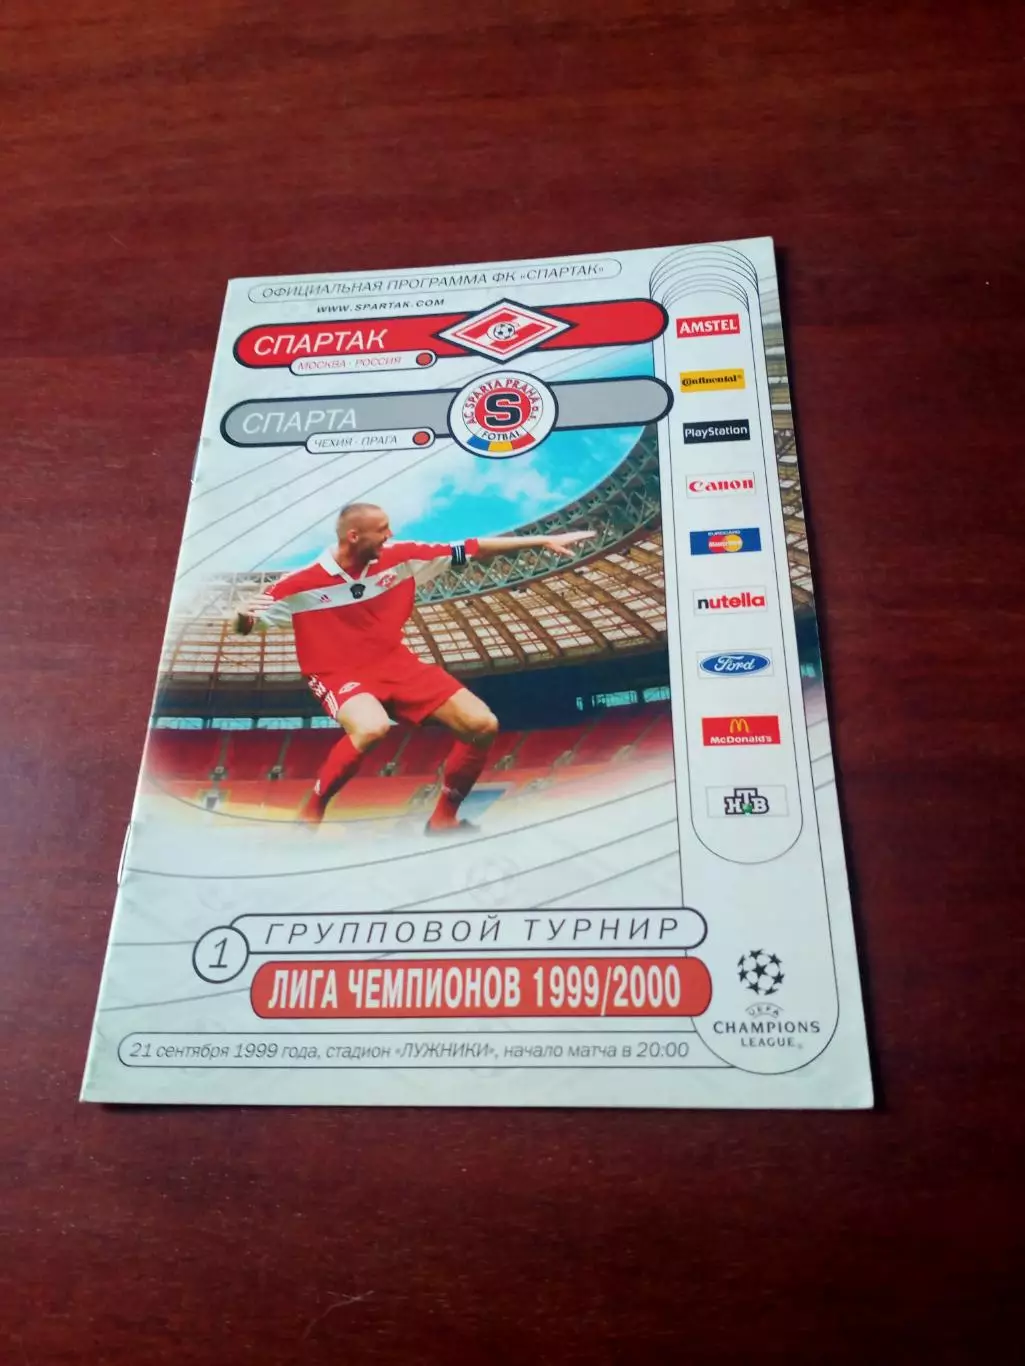 ОФИЦИАЛЬНАЯ ПРОГРАММА ФК «СПАРТАК»
WWW.SPARTAK.COM
СПАРТАК
МОСКВА · РОССИЯ
СПАРТА
ЧЕХИЯ · ПРАГА
AC SPARTA PRAHA a.s.
S
FOTBAL
AMSTEL
Continental
PlayStation
Canon
MasterCard
nutella
Ford
McDonald's
НТВ
1
ГРУППОВОЙ ТУРНИР
ЛИГА ЧЕМПИОНОВ 1999/2000
21 сентября 1999 года, стадион «ЛУЖНИКИ», начало матча в 20:00
UEFA
CHAMPIONS
LEAGUE®